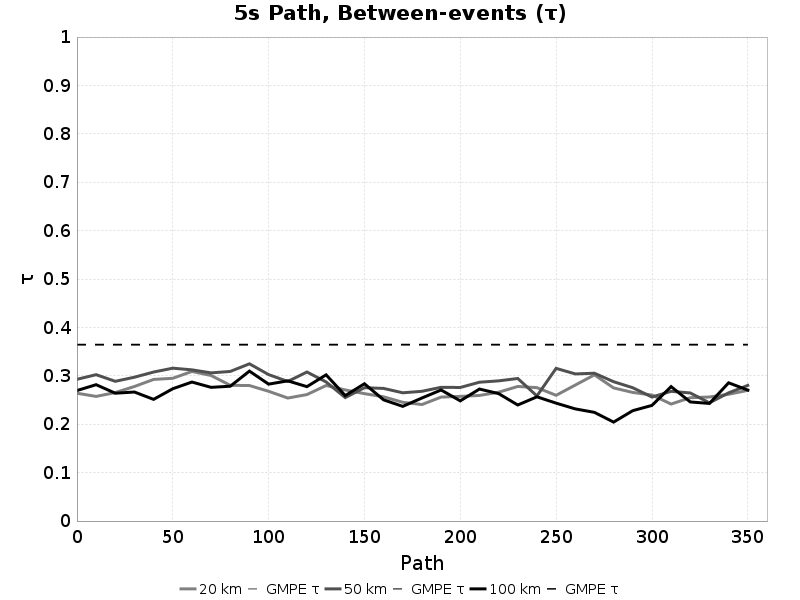 5s Path, Between-events (τ)
1
0.9
0.8
0.7
0.6
0.5
0.4
0.3
0.2
0.1
0
τ
0 50 100 150 200 250 300 350
Path
20 km GMPE τ 50 km GMPE τ 100 km GMPE τ